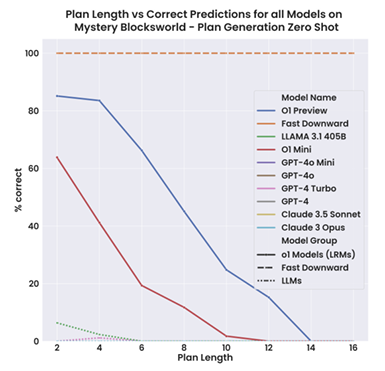 Plan Length vs Correct Predictions for all Models on
Mystery Blocksworld - Plan Generation Zero Shot
100
80
60
40
20
0
% correct
Model Name
O1 Preview
Fast Downward
LLAMA 3.1 405B
O1 Mini
GPT-4o Mini
GPT-4o
GPT-4 Turbo
GPT-4
Claude 3.5 Sonnet
Claude 3 Opus
Model Group
o1 Models (LRMs)
Fast Downward
LLMs
2 4 6 8 10 12 14 16
Plan Length